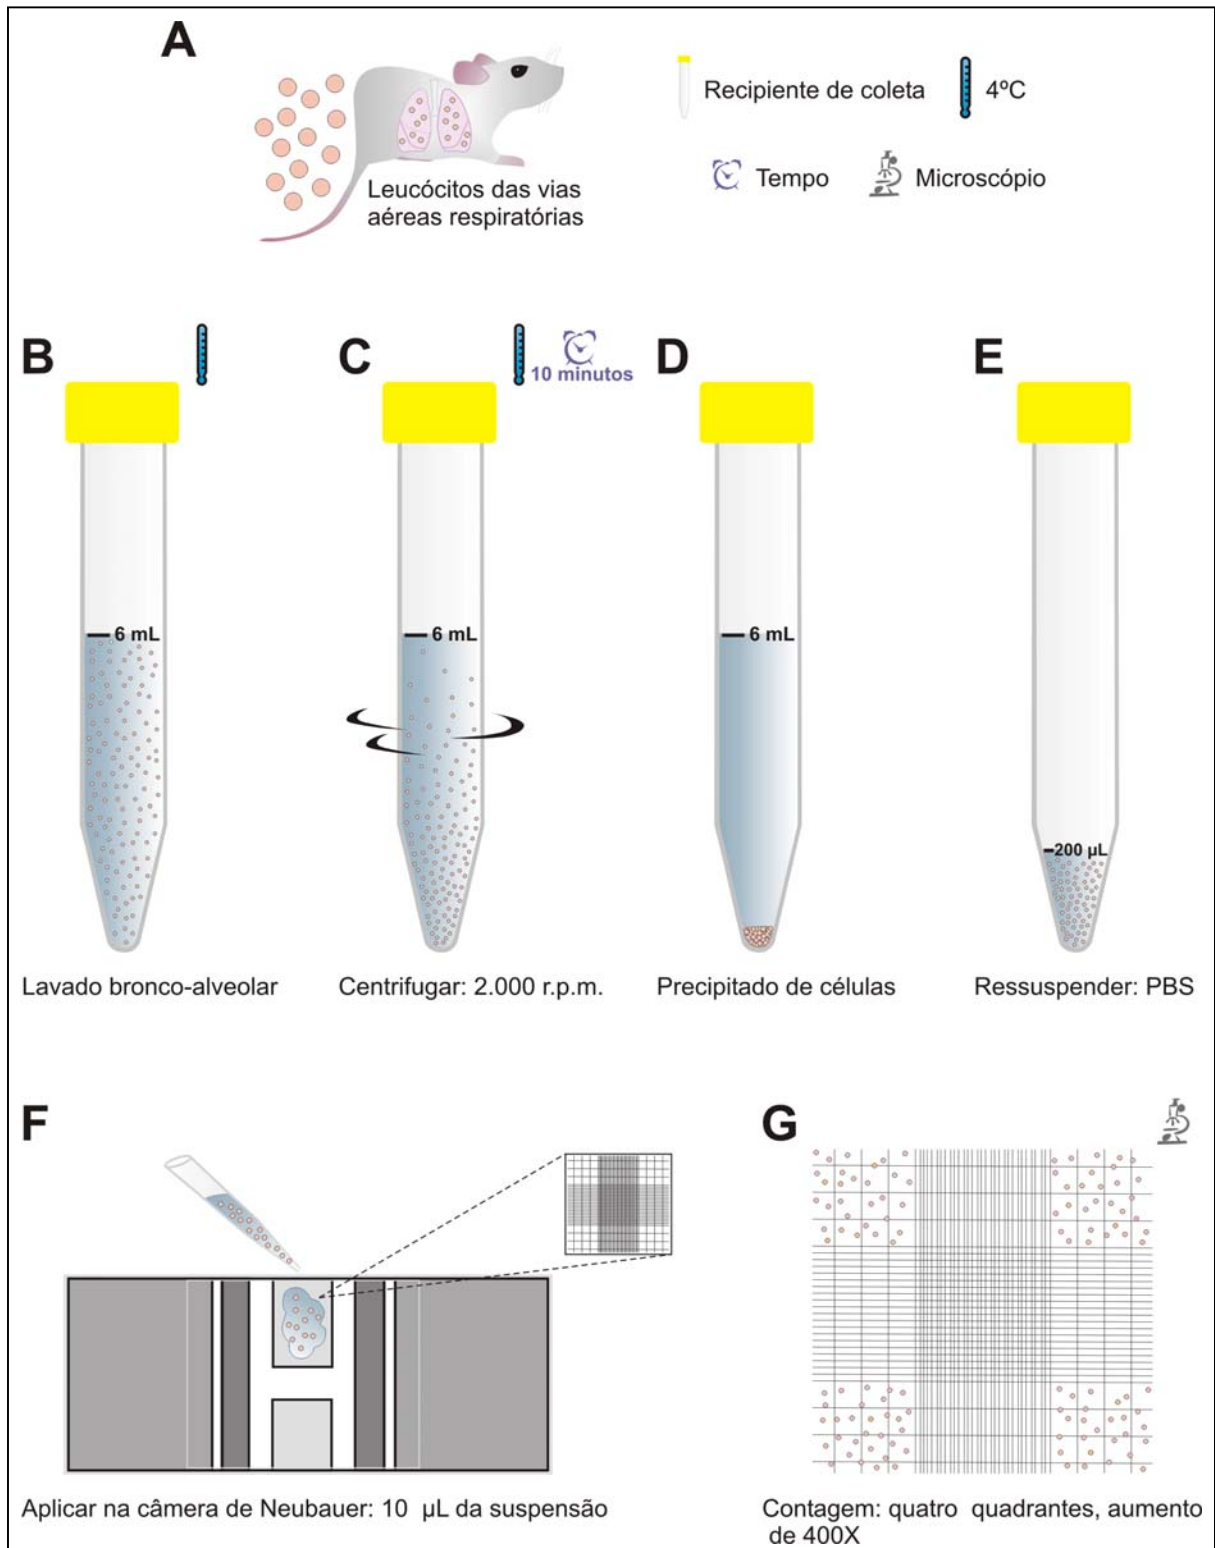 A
Leucócitos das vias
aéreas respiratórias
Recipiente de coleta
4ºC
Tempo
Microscópio
B
C
10 minutos
D
E
6 mL
6 mL
6 mL
200 µL
Lavado bronco-alveolar
Centrifugar: 2.000 r.p.m.
Precipitado de células
Ressuspender: PBS
F
G
Aplicar na câmera de Neubauer: 10 µL da suspensão
Contagem: quatro quadrantes, aumento
de 400X